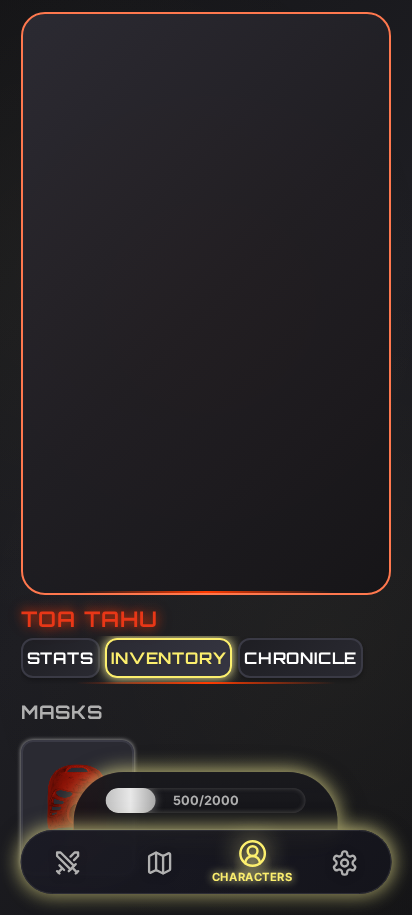 TOA TAHU
STATS INVENTORY CHRONICLE
MASKS
500/2000
CHARACTERS